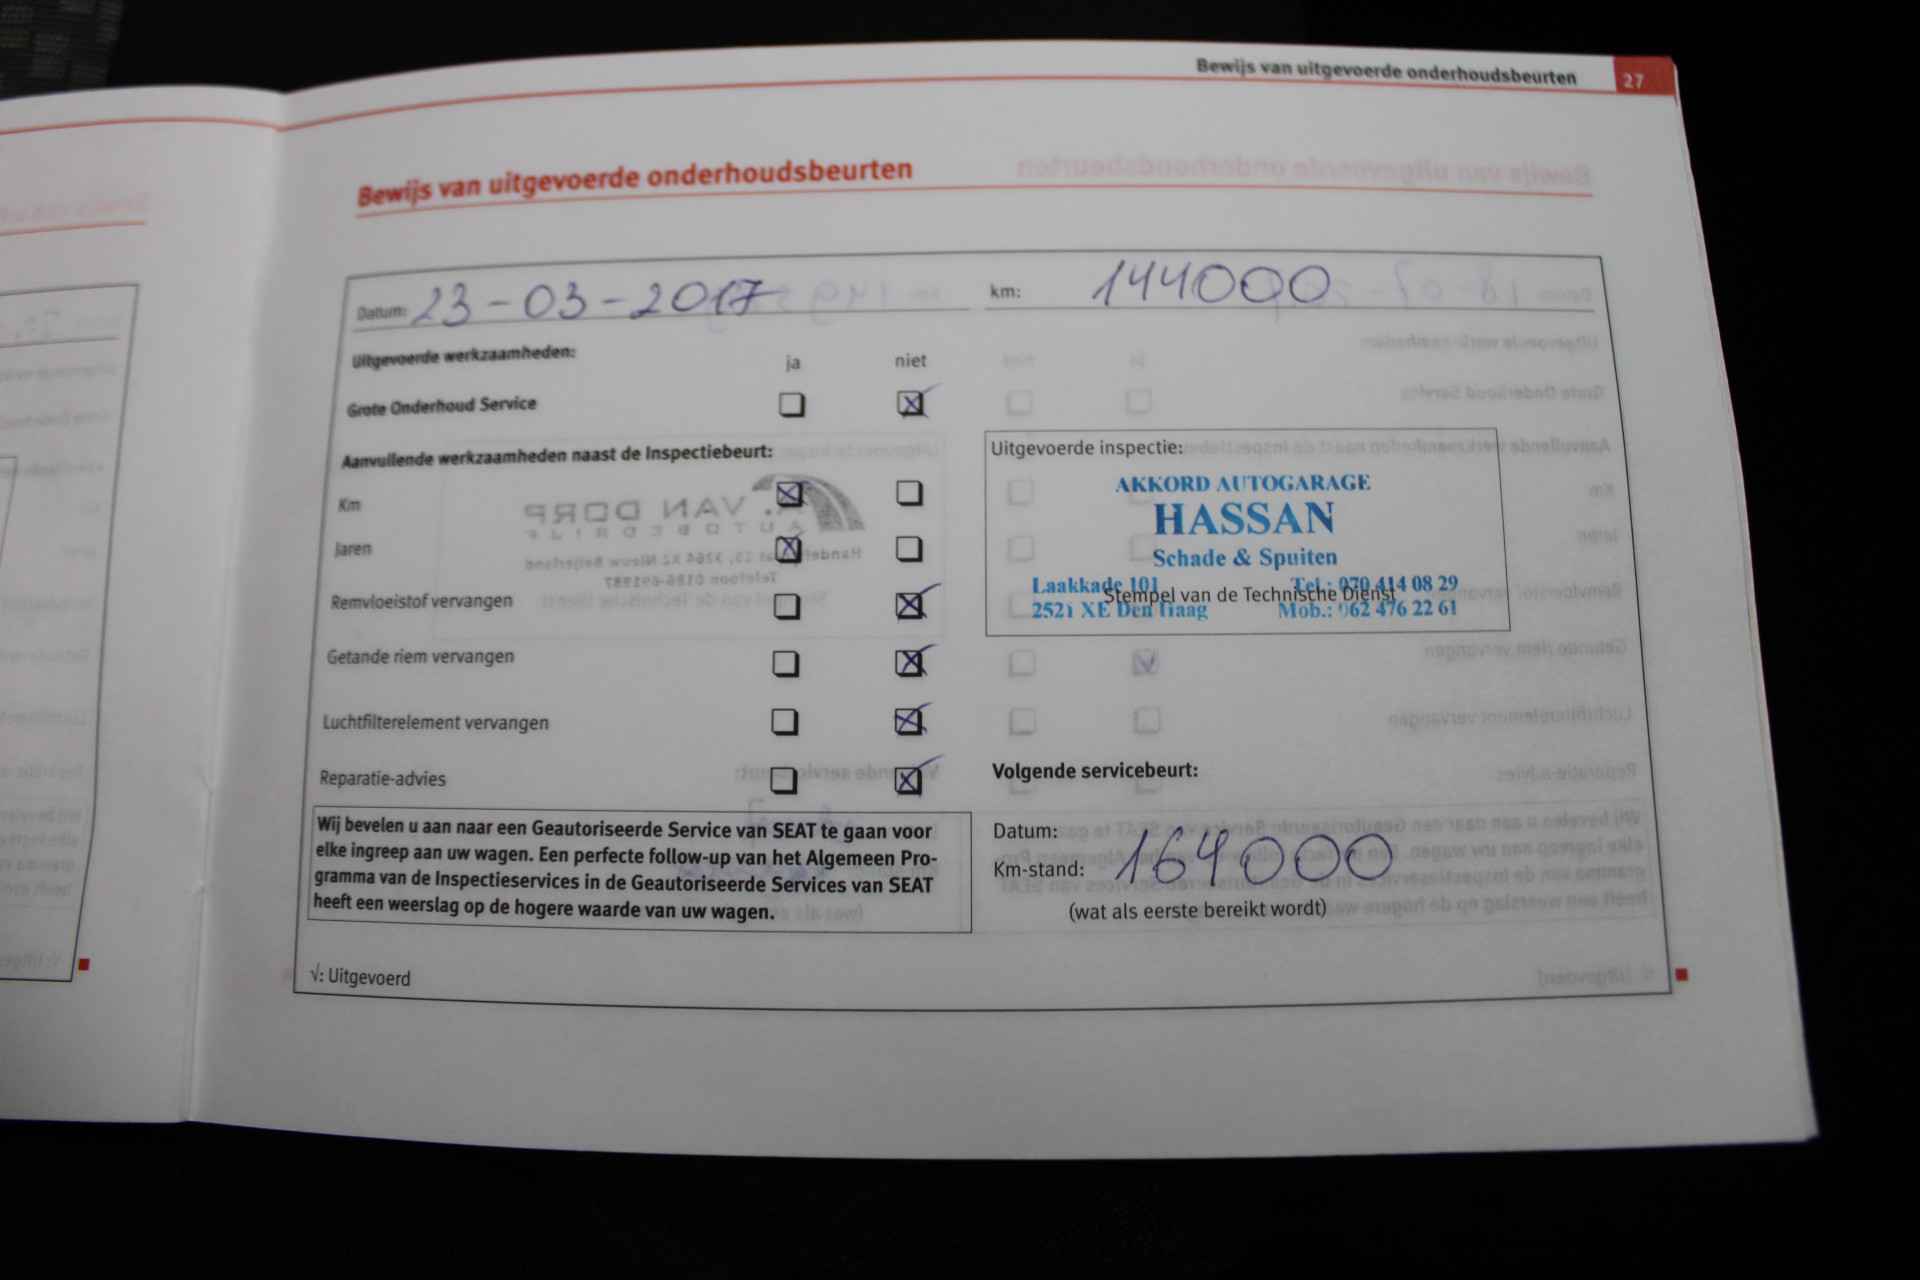 Bewijs van uitgevoerde onderhoudsbeurten 27
Bewijs van uitgevoerde onderhoudsbeurten
Datum: 23-03-2017
km: 144000
Uitgevoerde werkzaamheden:
ja niet
Grote Onderhoud Service
Aanvullende werkzaamheden naast de Inspectiebeurt:
Km
Jaren
Remvloeistof vervangen
Getande riem vervangen
Luchtfilterelement vervangen
Reparatie-advies
Uitgevoerde inspectie:
AKKORD AUTOGARAGE
HASSAN
Schade & Spuiten
Laakkade 101 Tel.: 070 414 08 29
Stempel van de Technische Dienst
2521 XE Den Haag Mob.: 062 476 22 61
Wij bevelen u aan naar een Geautoriseerde Service van SEAT te gaan voor
elke ingreep aan uw wagen. Een perfecte follow-up van het Algemeen Pro-
gramma van de Inspectieservices in de Geautoriseerde Services van SEAT
heeft een weerslag op de hogere waarde van uw wagen.
Volgende servicebeurt:
Datum:
Km-stand: 164000
(wat als eerste bereikt wordt)
√: Uitgevoerd